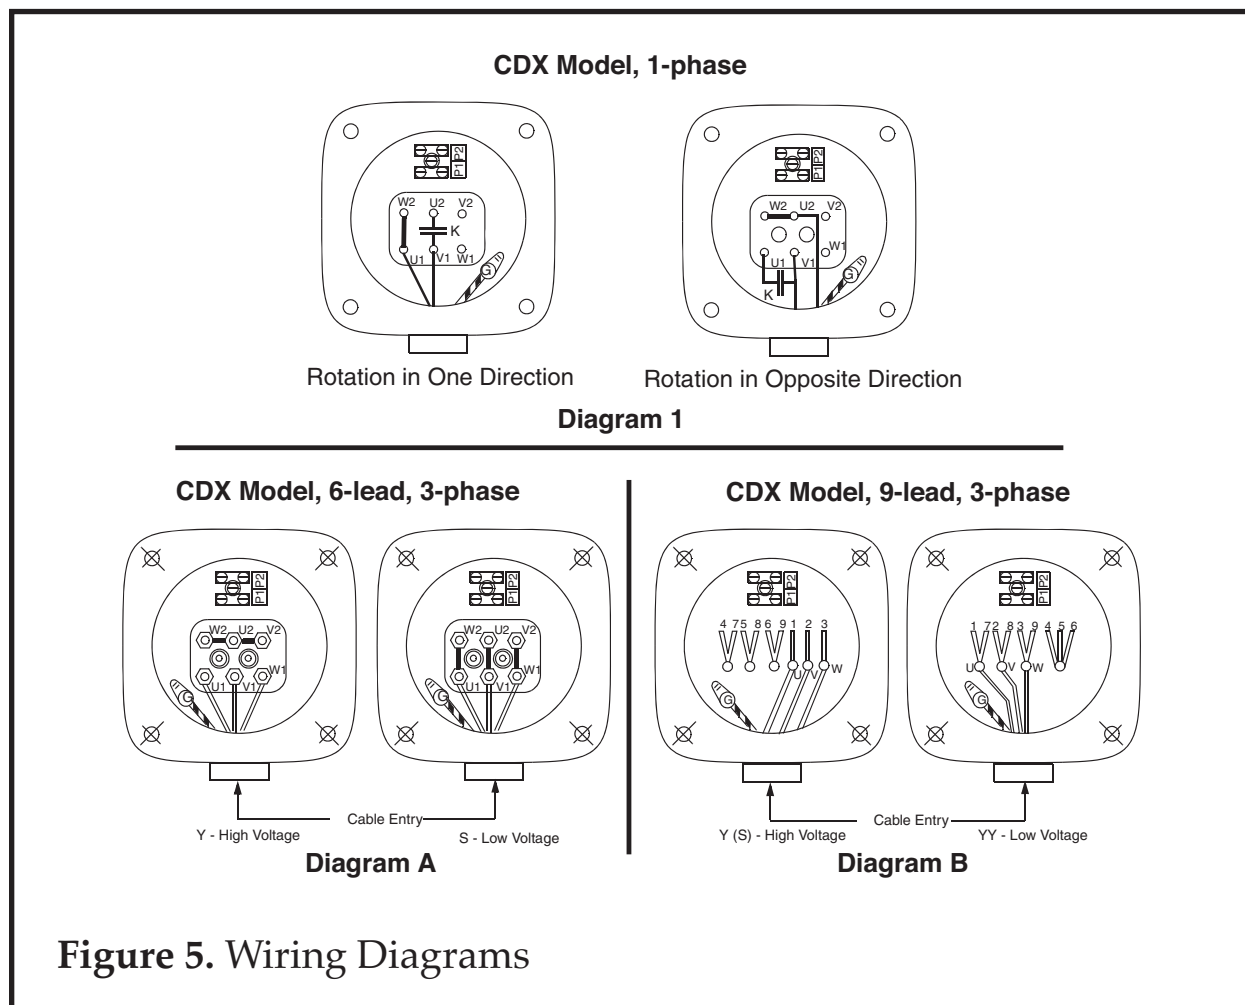 CDX Model, 1-phase
P1 P2
W2 U2 V2
K
U1 V1 W1
G
P1 P2
W2 U2 V2
W1
U1 V1
K
G
Rotation in One Direction
Rotation in Opposite Direction
Diagram 1
CDX Model, 6-lead, 3-phase
P1 P2
W2 U2 V2
W1
U1 V1
G
P1 P2
W2 U2 V2
W1
U1 V1
G
Y - High Voltage
Cable Entry
S - Low Voltage
Diagram A
CDX Model, 9-lead, 3-phase
P1 P2
4 7 5 8 6 9 1 2 3
U V W
G
P1 P2
1 7 2 8 3 9 4 5 6
U V W
G
Y (S) - High Voltage
Cable Entry
YY - Low Voltage
Diagram B
Figure 5. Wiring Diagrams